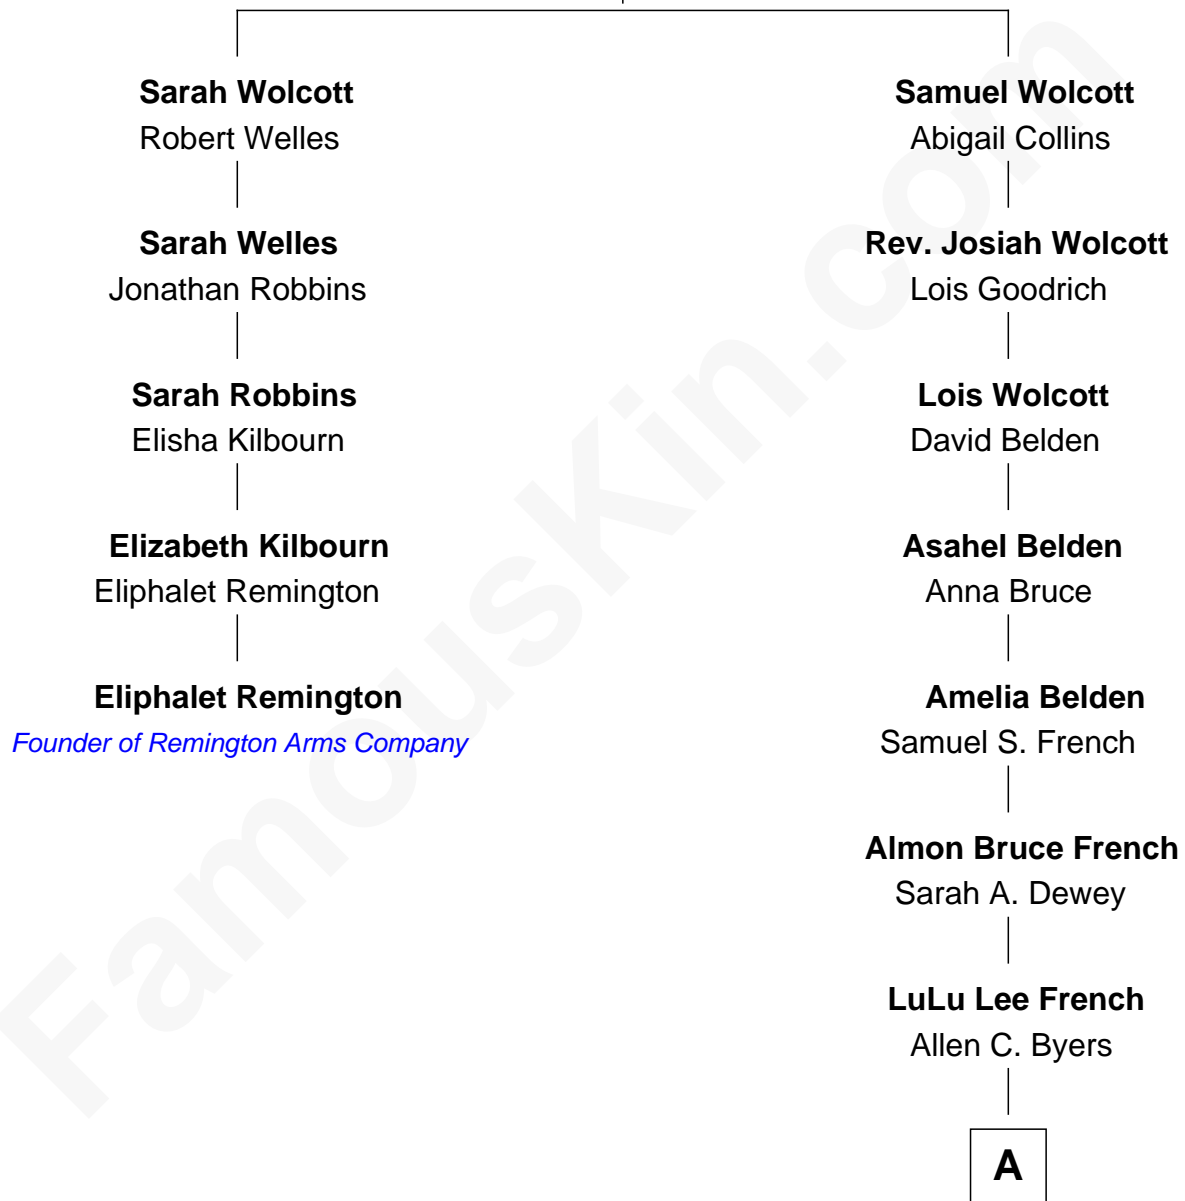 Sarah Wolcott
Robert Welles
Sarah Welles
Jonathan Robbins
Sarah Robbins
Elisha Kilbourn
Elizabeth Kilbourn
Eliphalet Remington
Eliphalet Remington
Founder of Remington Arms Company
Samuel Wolcott
Abigail Collins
Rev. Josiah Wolcott
Lois Goodrich
Lois Wolcott
David Belden
Asahel Belden
Anna Bruce
Amelia Belden
Samuel S. French
Almon Bruce French
Sarah A. Dewey
LuLu Lee French
Allen C. Byers
A
FamousKin.com